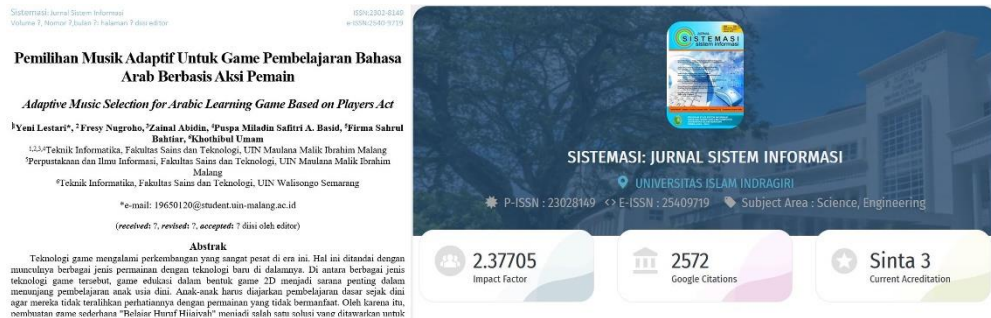 Sistemasi: Jurnal Sistem Informasi
ISSN:2302-8149
Volume ?, Nomor ?,bulan ?: halaman ? diisi editor
e-ISSN:2540-9719
Pemilihan Musik Adaptif Untuk Game Pembelajaran Bahasa
Arab Berbasis Aksi Pemain
Adaptive Music Selection for Arabic Learning Game Based on Players Act
¹Yeni Lestari*, ²Fresy Nugroho, ³Zainal Abidin, ⁴Puspa Miladin Safitri A. Basid, ⁵Firma Sahrul
Bahtiar, ⁶Khothibul Umam
1,2,3,4Teknik Informatika, Fakultas Sains dan Teknologi, UIN Maulana Malik Ibrahim Malang
⁵Perpustakaan dan Ilmu Informasi, Fakultas Sains dan Teknologi, UIN Maulana Malik Ibrahim
Malang
⁶Teknik Informatika, Fakultas Sains dan Teknologi, UIN Walisongo Semarang
*e-mail: 19650120@student.uin-malang.ac.id
(received: ?, revised: ?, accepted: ? diisi oleh editor)
Abstrak
Teknologi game mengalami perkembangan yang sangat pesat di era ini. Hal ini ditandai dengan
munculnya berbagai jenis permainan dengan teknologi baru di dalamnya. Di antara berbagai jenis
teknologi game tersebut, game edukasi dalam bentuk game 2D menjadi sarana penting dalam
menunjang pembelajaran anak usia dini. Anak-anak harus diajarkan pembelajaran dasar sejak dini
agar mereka tidak teralihkan perhatiannya dengan permainan yang tidak bermanfaat. Oleh karena itu,
pembuatan game sederhana "Belajar Huruf Hijaiyah" menjadi salah satu solusi yang ditawarkan untuk
JURNAL
SISTEMASI
sistem informasi
SISTEMASI: JURNAL SISTEM INFORMASI
UNIVERSITAS ISLAM INDRAGIRI
P-ISSN : 23028149 <> E-ISSN : 25409719 Subject Area : Science, Engineering
2.37705
Impact Factor
2572
Google Citations
Sinta 3
Current Accreditation